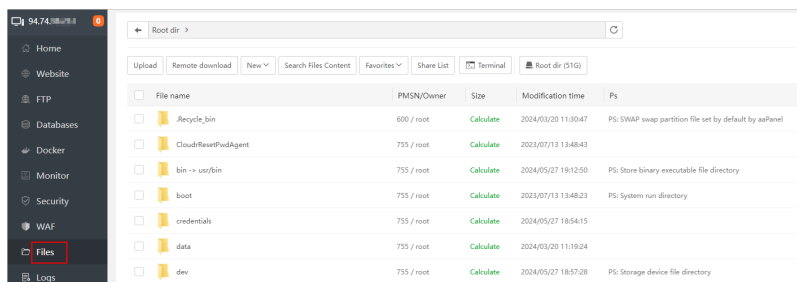 94.74.
0
Home
Website
FTP
Databases
Docker
Monitor
Security
WAF
Files
Logs
Root dir >
Upload Remote download New Search Files Content Favorites Share List Terminal Root dir (51G)
File name PMSN/Owner Size Modification time Ps
.Recycle_bin 600 / root Calculate 2024/03/20 11:30:47 PS: SWAP swap partition file set by default by aaPanel
CloudrResetPwdAgent 755 / root Calculate 2023/07/13 13:48:43
bin -> usr/bin 755 / root Calculate 2024/05/27 19:12:50 PS: Store binary executable file directory
boot 755 / root Calculate 2023/07/13 13:48:23 PS: System run directory
credentials 755 / root Calculate 2024/05/27 18:54:15
data 755 / root Calculate 2024/03/20 11:19:24
dev 755 / root Calculate 2024/05/27 18:57:28 PS: Storage device file directory